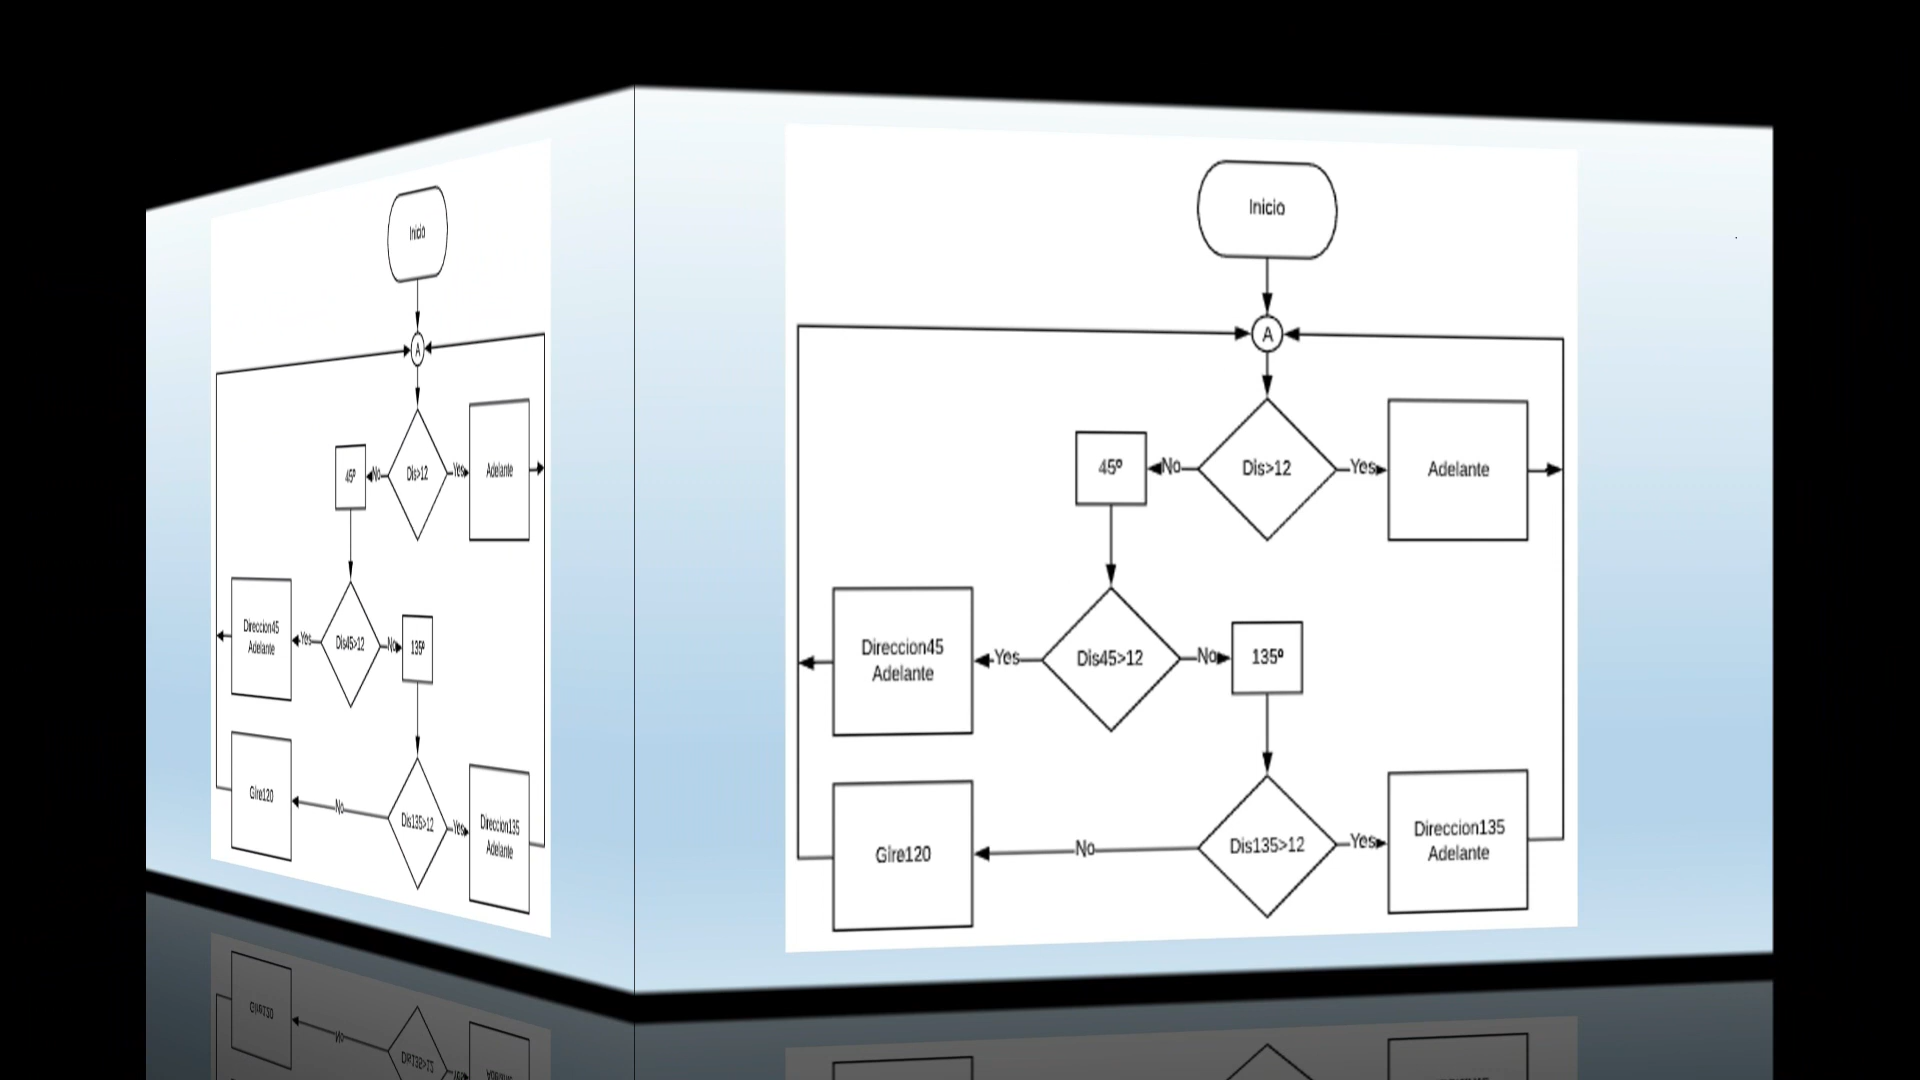 Inicio
A
45º
No
Dis>12
Yes
Adelante
Direccion45
Adelante
Yes
Dis45>12
No
135º
Gire120
No
Dis135>12
Yes
Direccion135
Adelante
Inicio
A
45º
No
Dis>12
Yes
Adelante
Direccion45
Adelante
Yes
Dis45>12
No
135º
Gire120
No
Dis135>12
Yes
Direccion135
Adelante